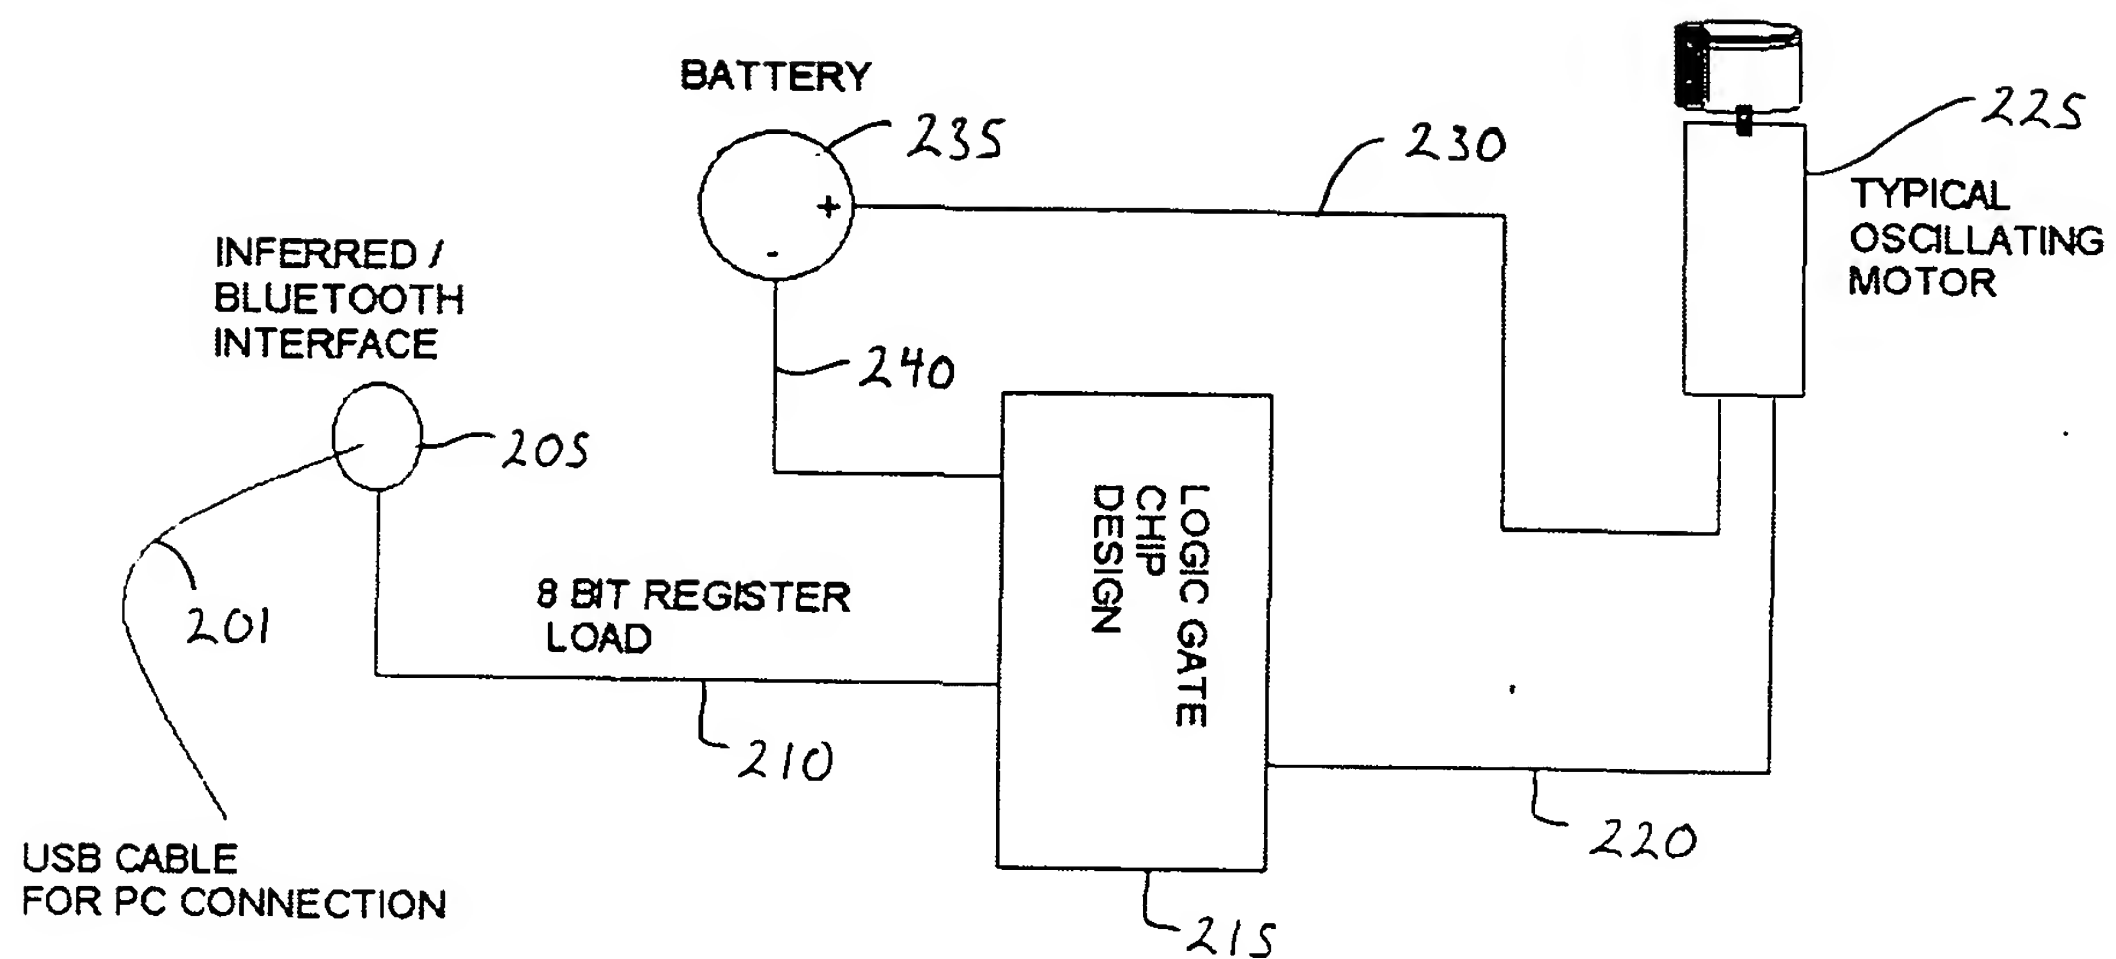 BATTERY
235
+
-
230
225
TYPICAL
OSCILLATING
MOTOR
INFERRED /
BLUETOOTH
INTERFACE
240
205
201
8 BIT REGISTER
LOAD
210
LOGIC GATE
CHIP
DESIGN
220
215
USB CABLE
FOR PC CONNECTION